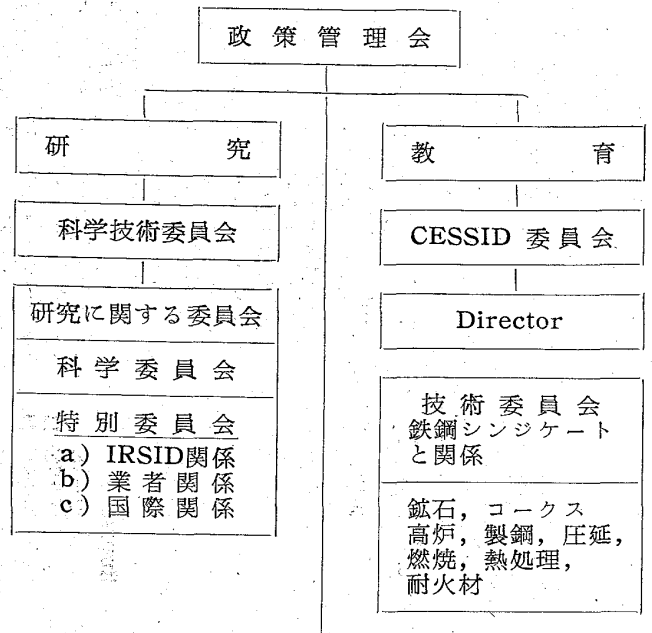 政策管理会
研究
科学技術委員会
研究に関する委員会
科学委員会
特別委員会
a) IRSID関係
b) 業者関係
c) 国際関係
教育
CESSID 委員会
Director
技術委員会
鉄鋼シンジケート
と関係
鉱石，コークス
高炉，製鋼，圧延，
燃焼，熱処理，
耐火材